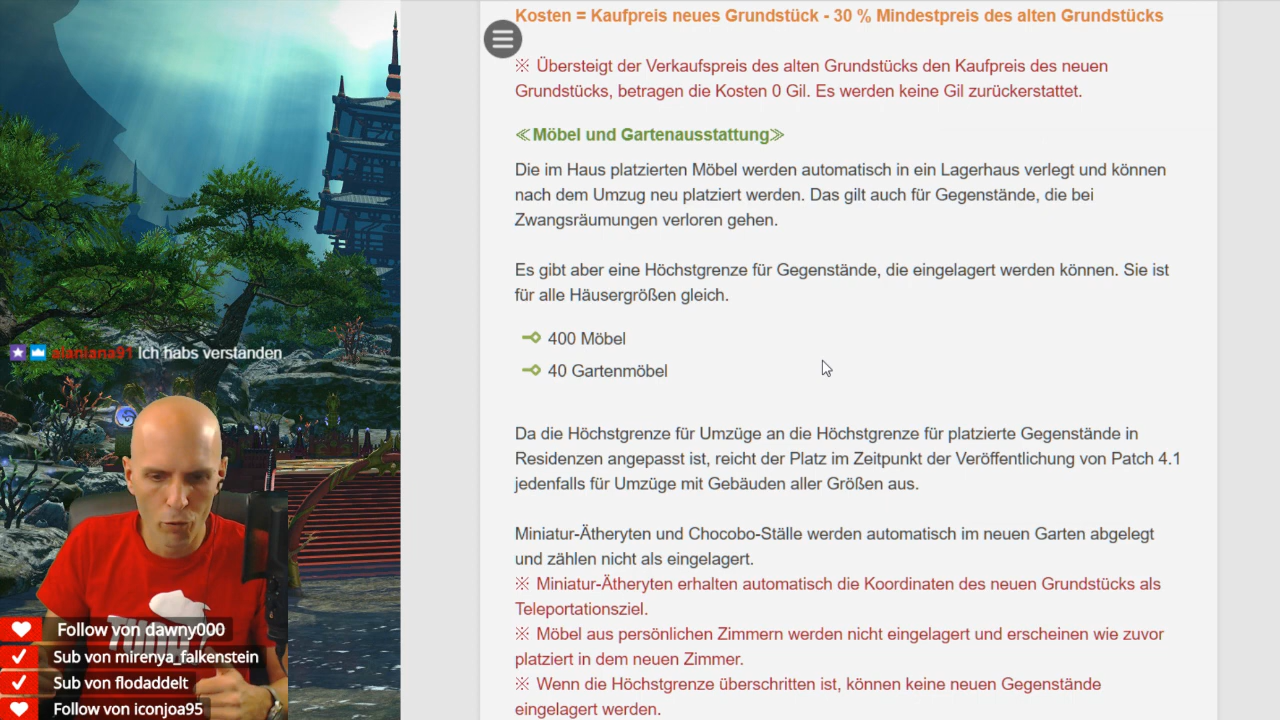 Kosten = Kaufpreis neues Grundstück - 30 % Mindestpreis des alten Grundstücks
※ Übersteigt der Verkaufspreis des alten Grundstücks den Kaufpreis des neuen
Grundstücks, betragen die Kosten 0 Gil. Es werden keine Gil zurückerstattet.
≪Möbel und Gartenausstattung≫
Die im Haus platzierten Möbel werden automatisch in ein Lagerhaus verlegt und können
nach dem Umzug neu platziert werden. Das gilt auch für Gegenstände, die bei
Zwangsräumungen verloren gehen.
Es gibt aber eine Höchstgrenze für Gegenstände, die eingelagert werden können. Sie ist
für alle Häusergrößen gleich.
400 Möbel
40 Gartenmöbel
Da die Höchstgrenze für Umzüge an die Höchstgrenze für platzierte Gegenstände in
Residenzen angepasst ist, reicht der Platz im Zeitpunkt der Veröffentlichung von Patch 4.1
jedenfalls für Umzüge mit Gebäuden aller Größen aus.
Miniatur-Ätheryten und Chocobo-Ställe werden automatisch im neuen Garten abgelegt
und zählen nicht als eingelagert.
※ Miniatur-Ätheryten erhalten automatisch die Koordinaten des neuen Grundstücks als
Teleportationsziel.
※ Möbel aus persönlichen Zimmern werden nicht eingelagert und erscheinen wie zuvor
platziert in dem neuen Zimmer.
※ Wenn die Höchstgrenze überschritten ist, können keine neuen Gegenstände
eingelagert werden.
alaniana91 Ich habs verstanden
Follow von dawny000
Sub von mirenya_falkenstein
Sub von flodaddelt
Follow von iconjoa95